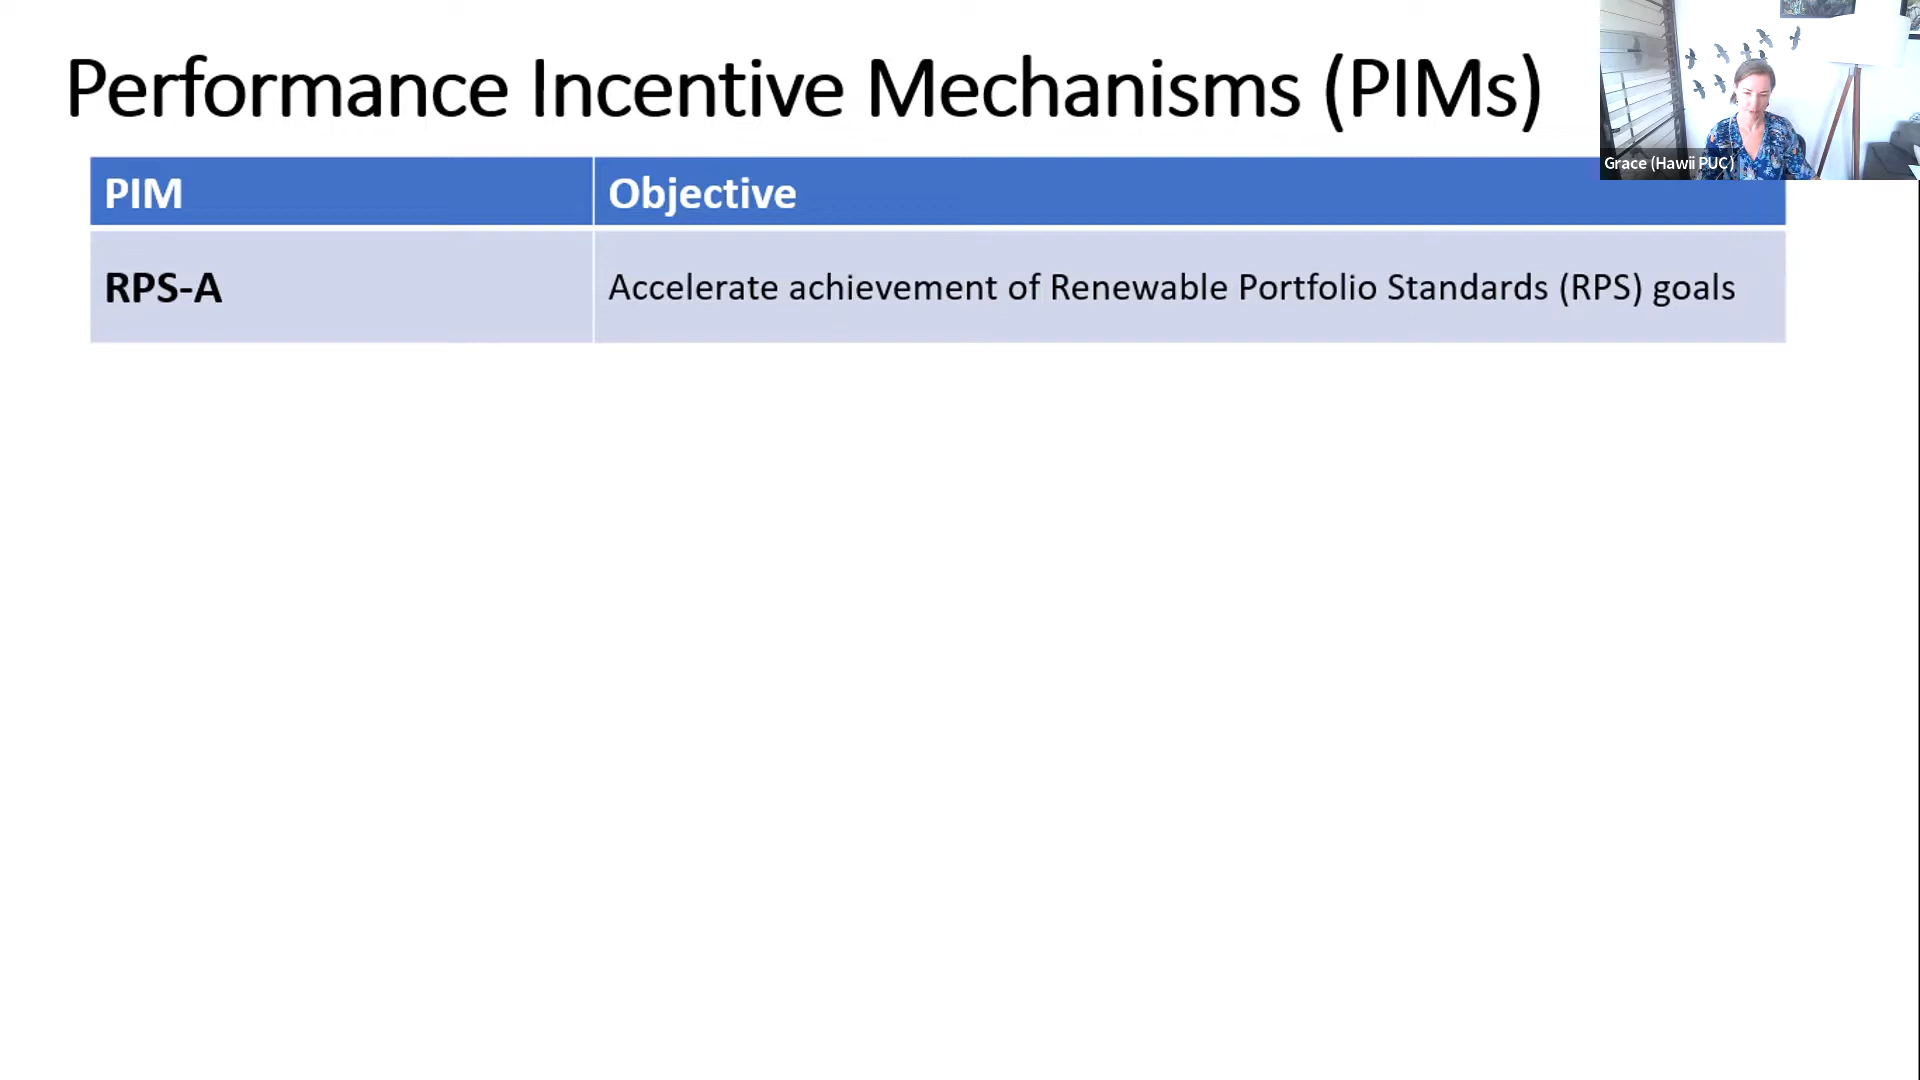 Performance Incentive Mechanisms (PIMs)
Grace (Hawii PUC)
PIM Objective
RPS-A Accelerate achievement of Renewable Portfolio Standards (RPS) goals